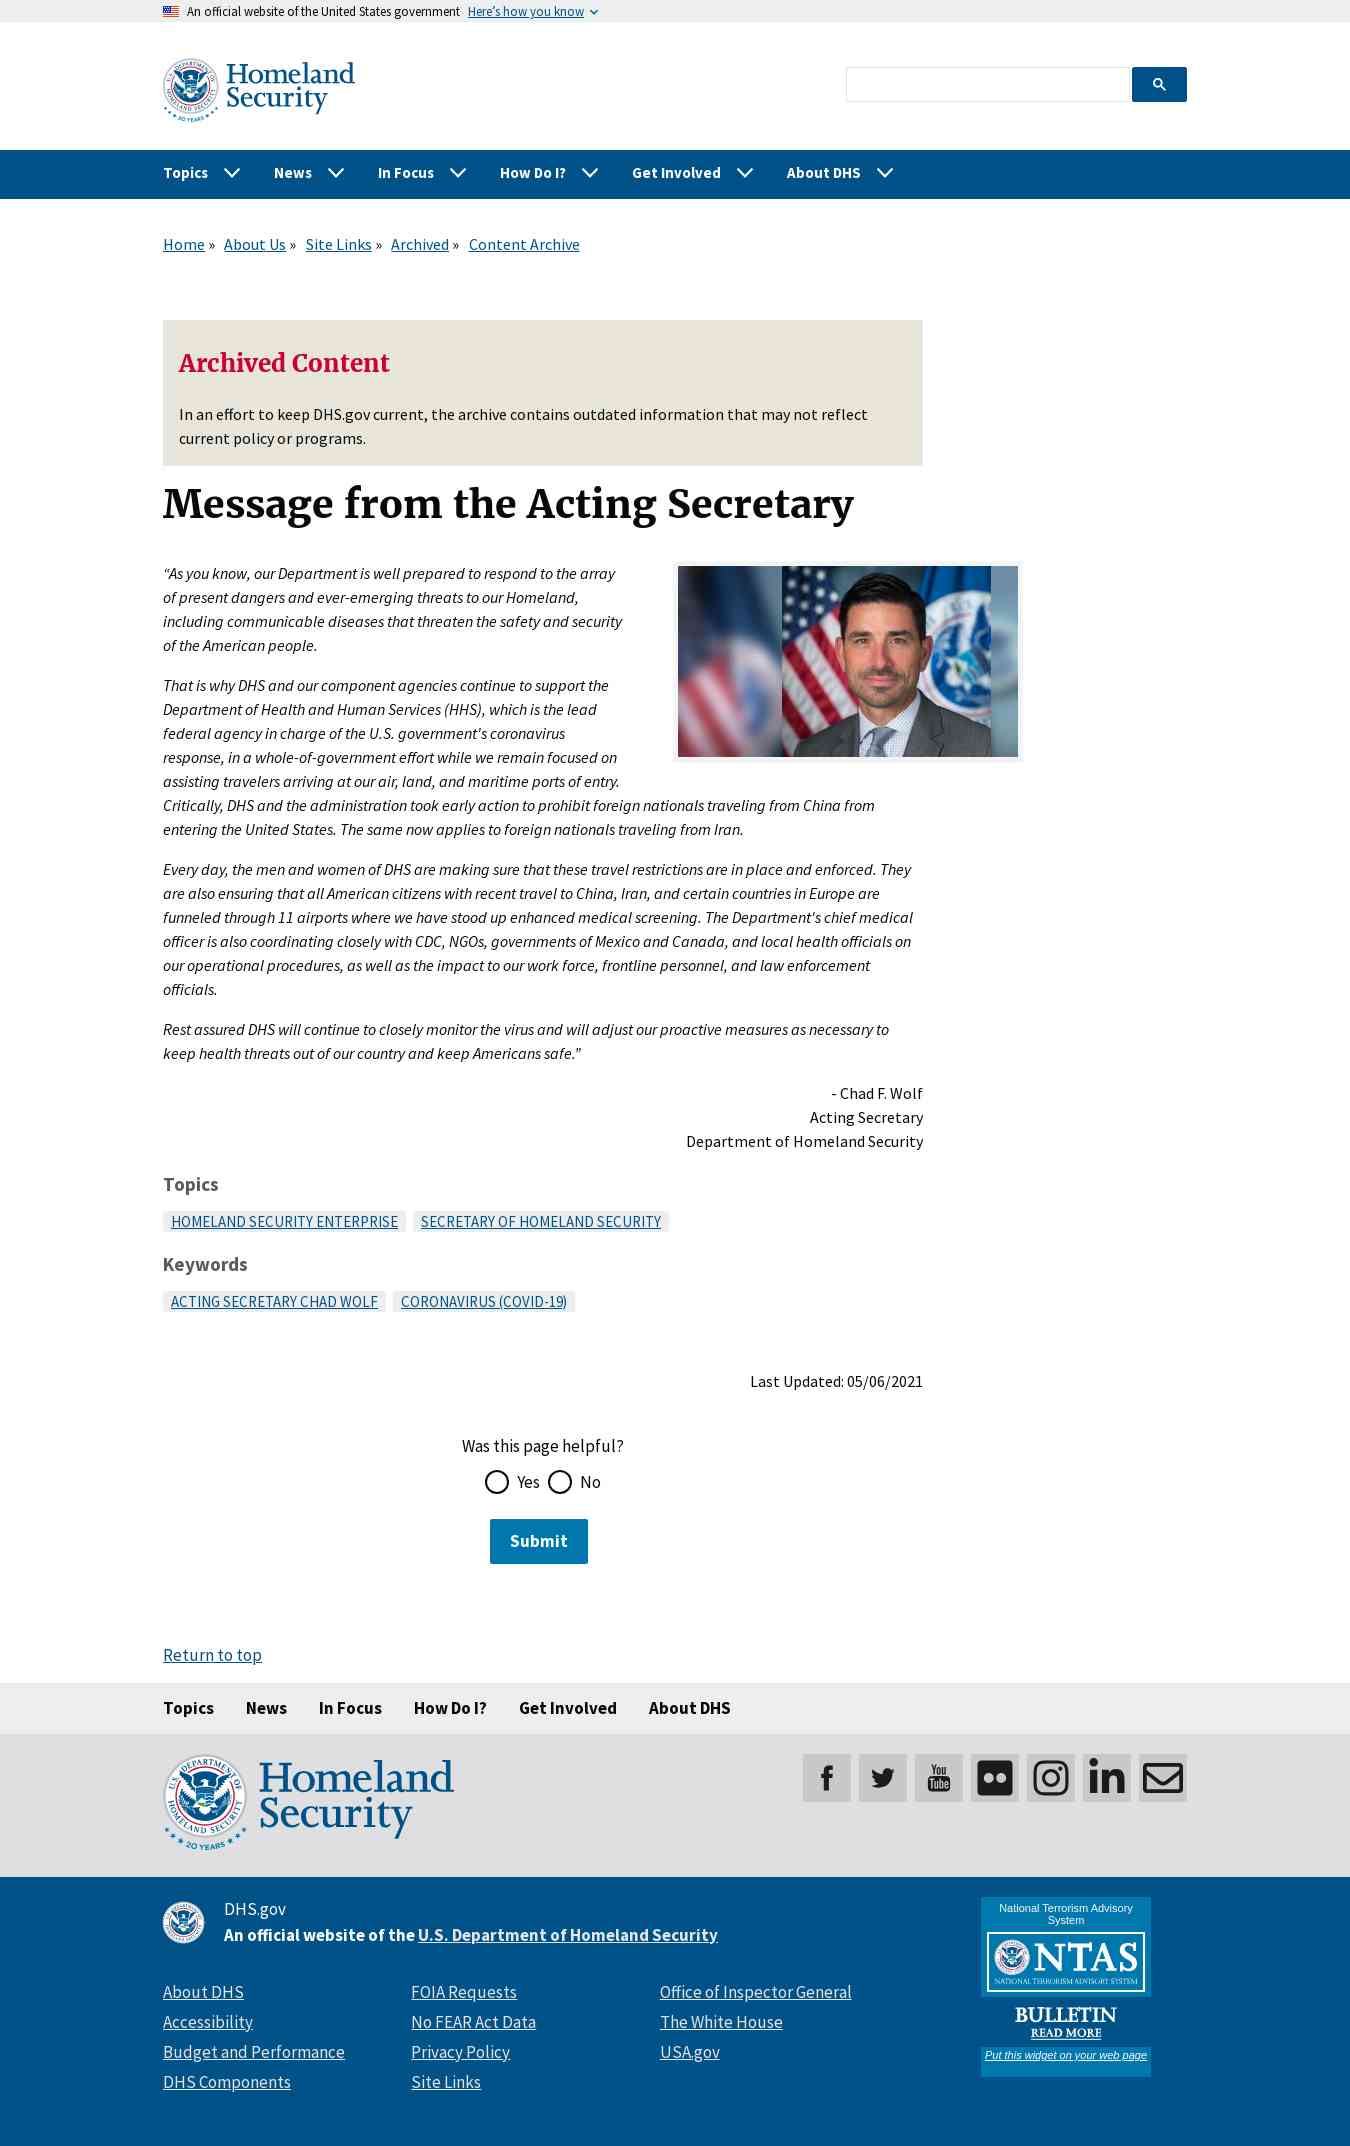 An official website of the United States government Here’s how you know
Homeland
Security
Topics News In Focus How Do I? Get Involved About DHS
Home » About Us » Site Links » Archived » Content Archive
Archived Content
In an effort to keep DHS.gov current, the archive contains outdated information that may not reflect
current policy or programs.
Message from the Acting Secretary
“As you know, our Department is well prepared to respond to the array
of present dangers and ever-emerging threats to our Homeland,
including communicable diseases that threaten the safety and security
of the American people.
That is why DHS and our component agencies continue to support the
Department of Health and Human Services (HHS), which is the lead
federal agency in charge of the U.S. government's coronavirus
response, in a whole-of-government effort while we remain focused on
assisting travelers arriving at our air, land, and maritime ports of entry.
Critically, DHS and the administration took early action to prohibit foreign nationals traveling from China from
entering the United States. The same now applies to foreign nationals traveling from Iran.
Every day, the men and women of DHS are making sure that these travel restrictions are in place and enforced. They
are also ensuring that all American citizens with recent travel to China, Iran, and certain countries in Europe are
funneled through 11 airports where we have stood up enhanced medical screening. The Department's chief medical
officer is also coordinating closely with CDC, NGOs, governments of Mexico and Canada, and local health officials on
our operational procedures, as well as the impact to our work force, frontline personnel, and law enforcement
officials.
Rest assured DHS will continue to closely monitor the virus and will adjust our proactive measures as necessary to
keep health threats out of our country and keep Americans safe.”
- Chad F. Wolf
Acting Secretary
Department of Homeland Security
Topics
HOMELAND SECURITY ENTERPRISE SECRETARY OF HOMELAND SECURITY
Keywords
ACTING SECRETARY CHAD WOLF CORONAVIRUS (COVID-19)
Last Updated: 05/06/2021
Was this page helpful?
Yes No
Submit
Return to top
Topics News In Focus How Do I? Get Involved About DHS
U.S. DEPARTMENT OF
HOMELAND SECURITY
20 YEARS
Homeland
Security
You
Tube
DHS.gov
An official website of the U.S. Department of Homeland Security
About DHS FOIA Requests Office of Inspector General
Accessibility No FEAR Act Data The White House
Budget and Performance Privacy Policy USA.gov
DHS Components Site Links
National Terrorism Advisory
System
NTAS
NATIONAL TERRORISM ADVISORY SYSTEM
BULLETIN
READ MORE
Put this widget on your web page